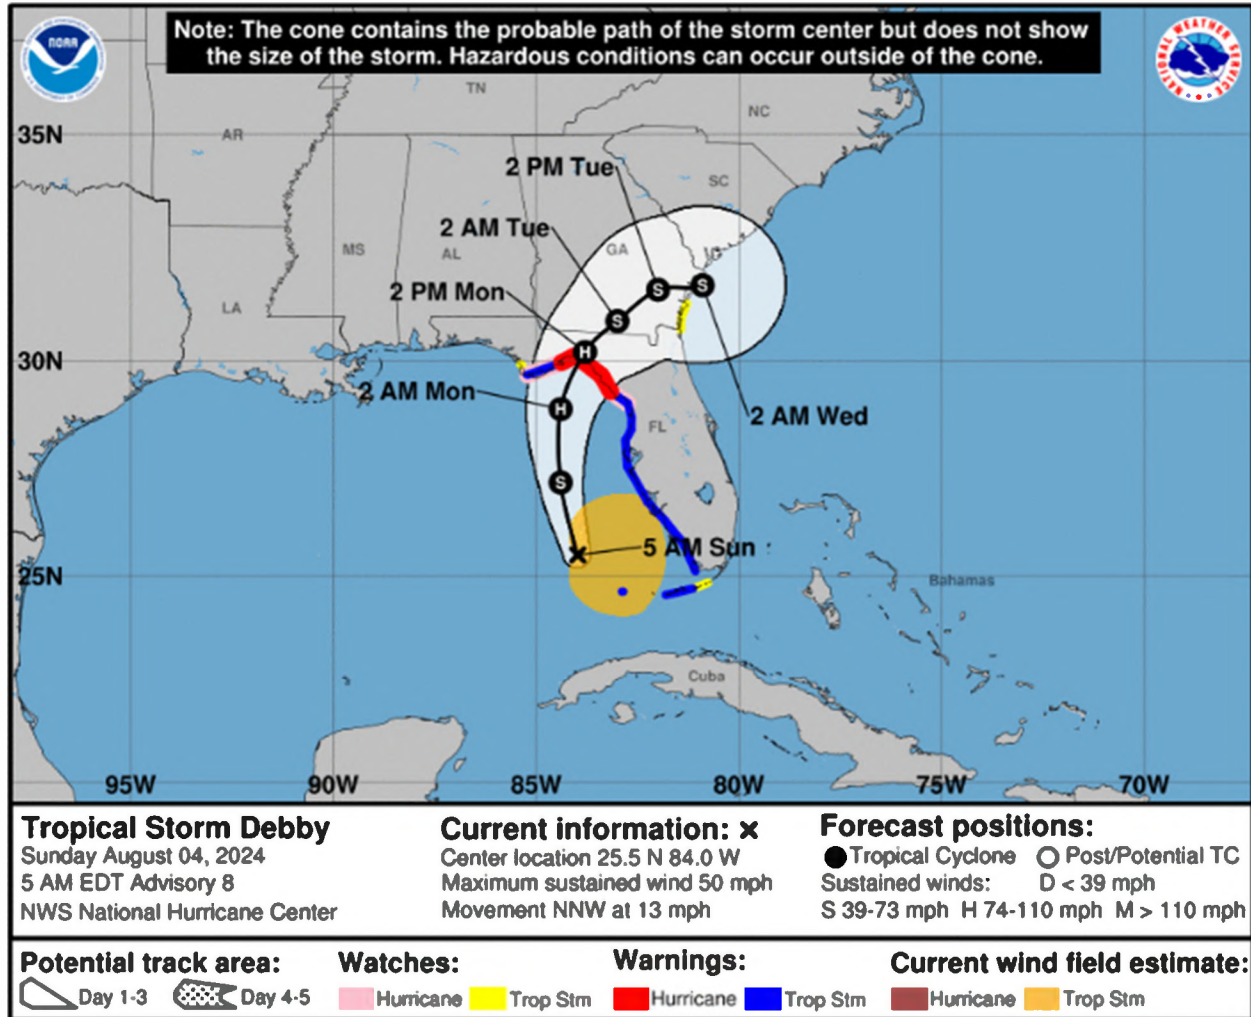 Note: The cone contains the probable path of the storm center but does not show
the size of the storm. Hazardous conditions can occur outside of the cone.
NOAA
NATIONAL WEATHER SERVICE
TN
NC
AR
35N
2 PM Tue
SC
2 AM Tue
MS
AL
GA
2 PM Mon
S
S
LA
S
30N
H
2 AM Mon
H
2 AM Wed
FL
S
5 AM Sun
25N
Bahamas
Cuba
95W
90W
85W
80W
75W
70W
Tropical Storm Debby
Sunday August 04, 2024
5 AM EDT Advisory 8
NWS National Hurricane Center
Current information: ×
Center location 25.5 N 84.0 W
Maximum sustained wind 50 mph
Movement NNW at 13 mph
Forecast positions:
Tropical Cyclone Post/Potential TC
Sustained winds: D < 39 mph
S 39-73 mph H 74-110 mph M > 110 mph
Potential track area:
Day 1-3 Day 4-5
Watches:
Hurricane Trop Stm
Warnings:
Hurricane Trop Stm
Current wind field estimate:
Hurricane Trop Stm